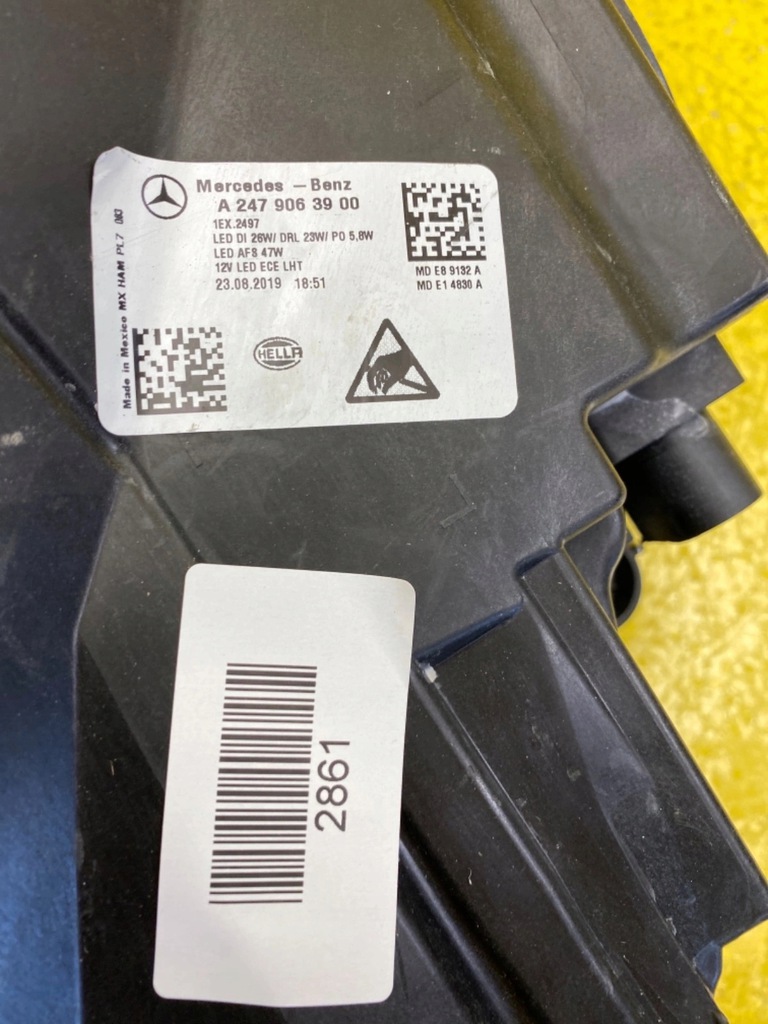 Mercedes – Benz
A 247 906 39 00
1EX.2497
LED DI 26W/ DRL 23W/ PO 5,8W
LED AFS 47W
12V LED ECE LHT
23.08.2019 18:51
MD E8 9132 A
MD E1 4830 A
Made in Mexico MX HAM PL7 083
HELLA
2861